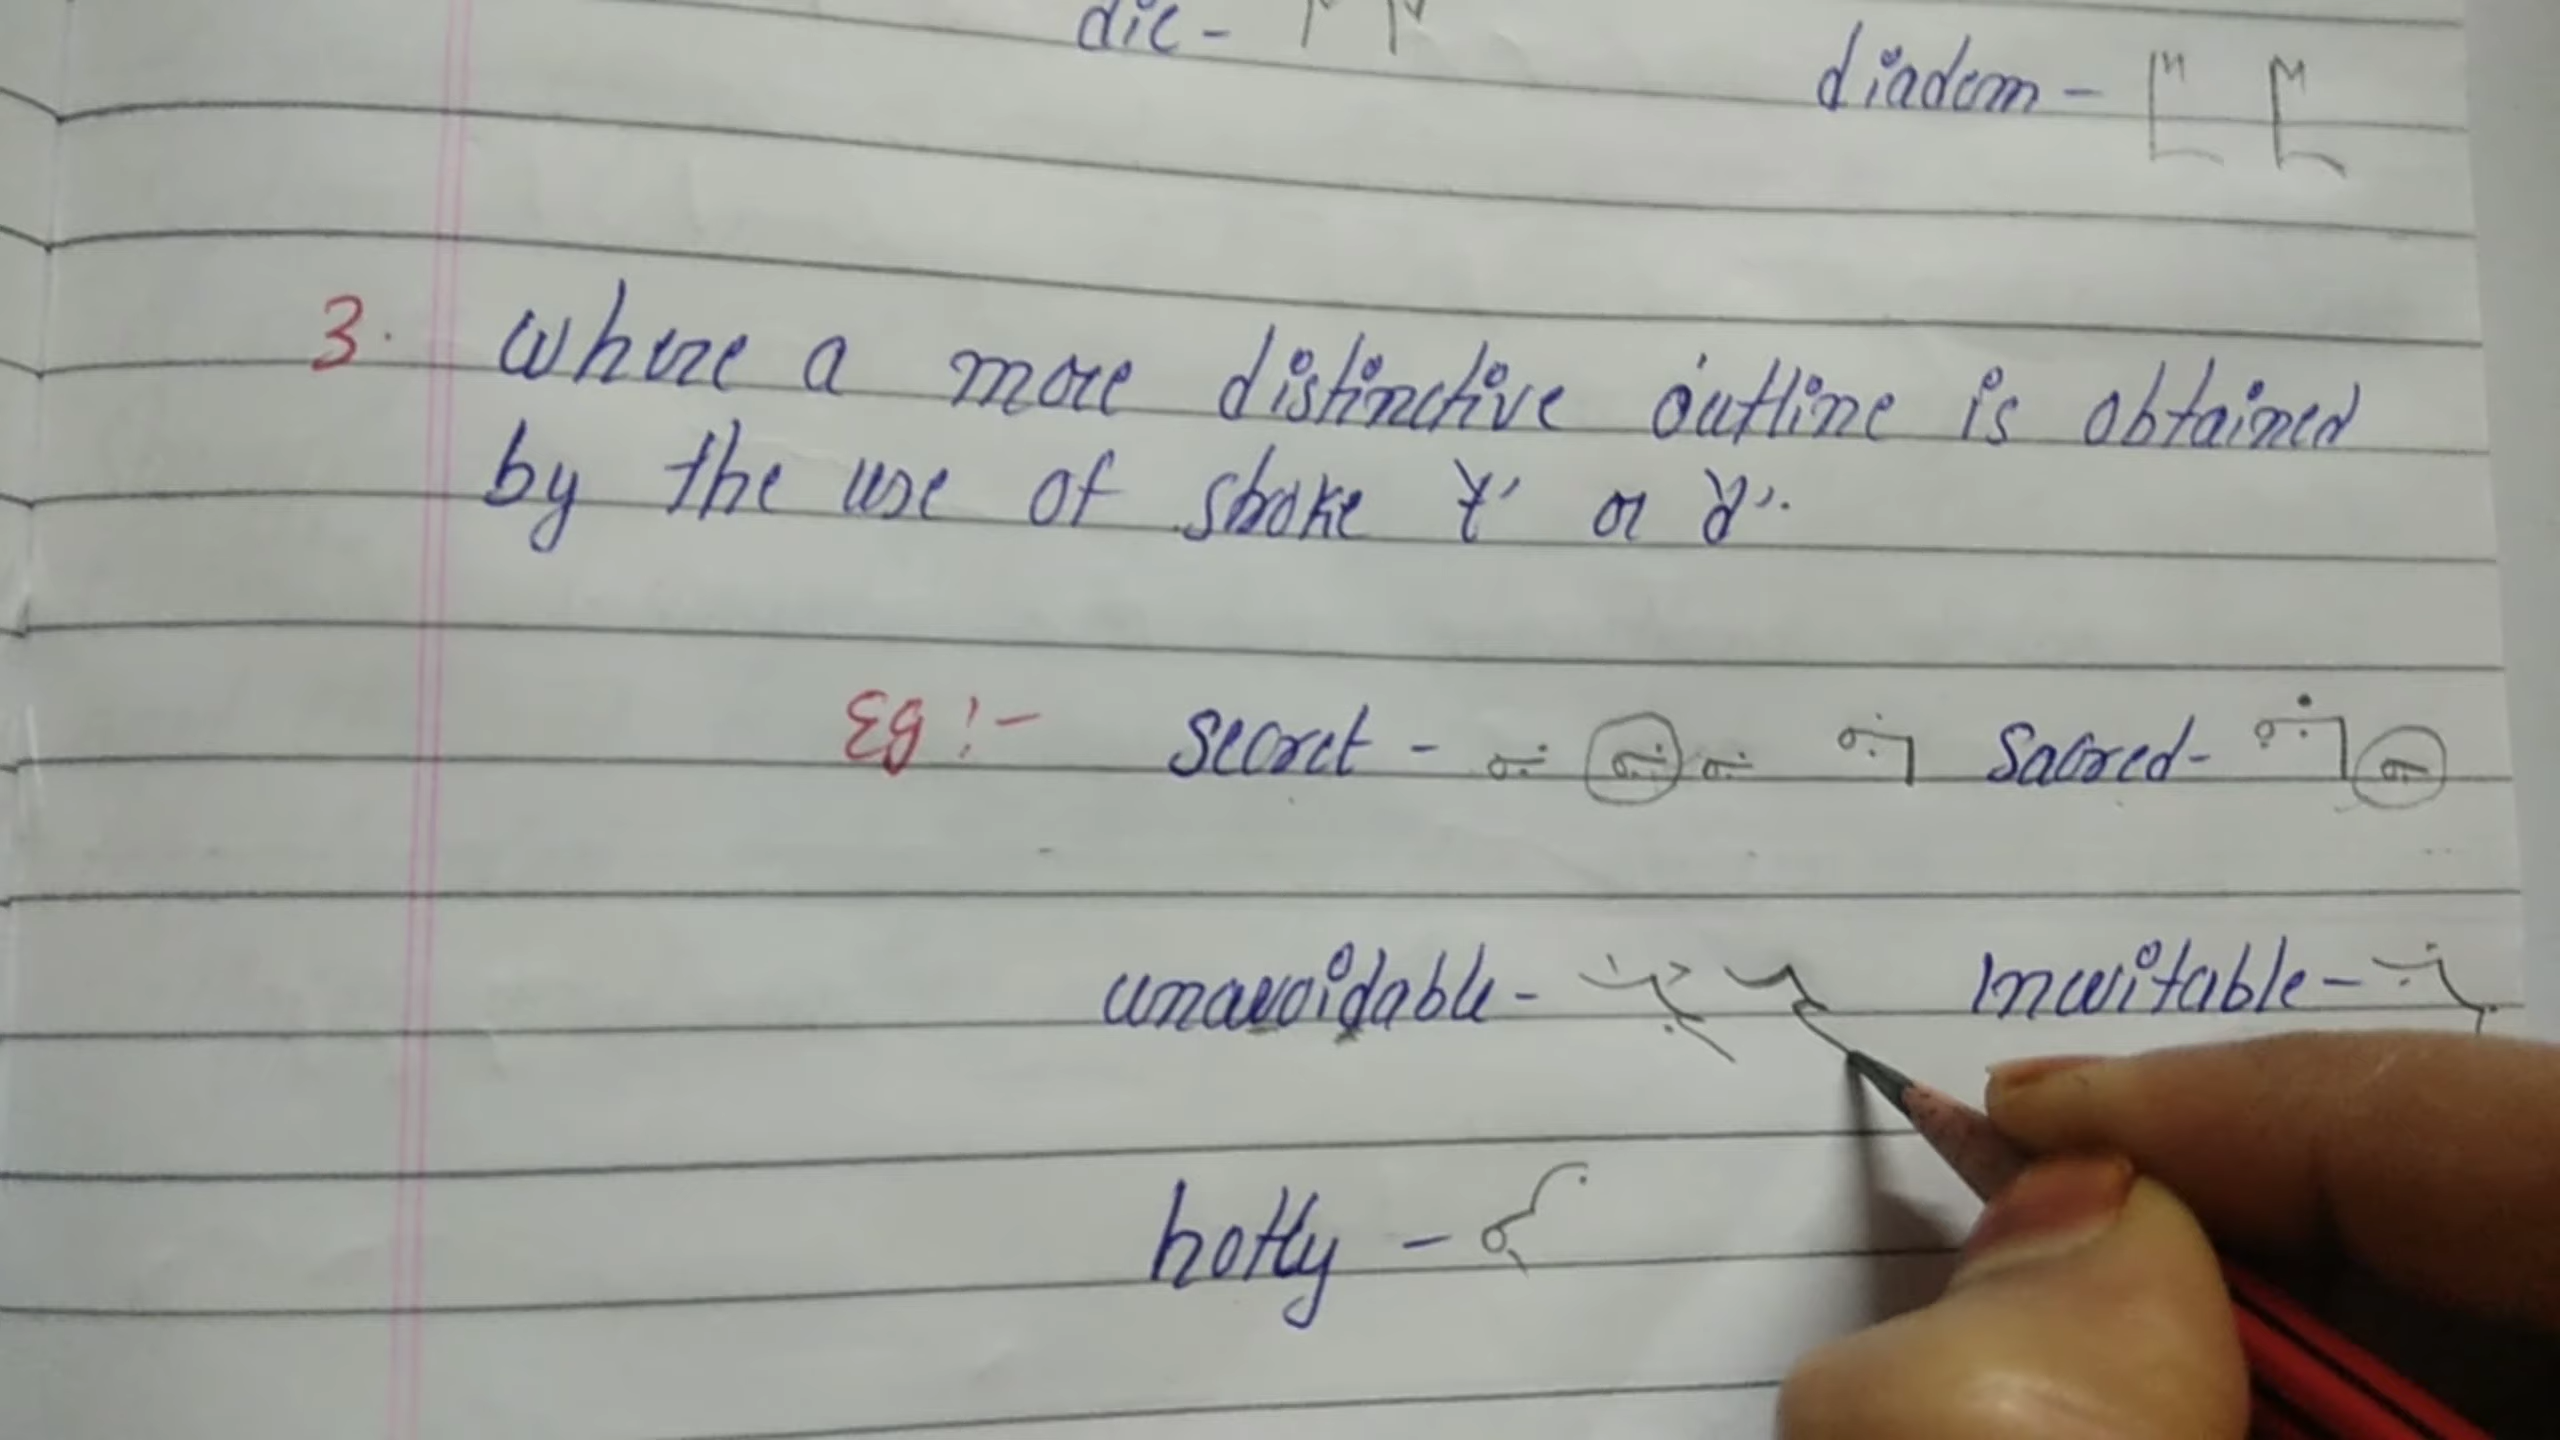 die -
diadem -
3. Where a more distinctive outline is obtained
by the use of stroke 't' or 'd'.
Eg :- Secret - Sacred -
unavoidable - Inevitable -
hotly -